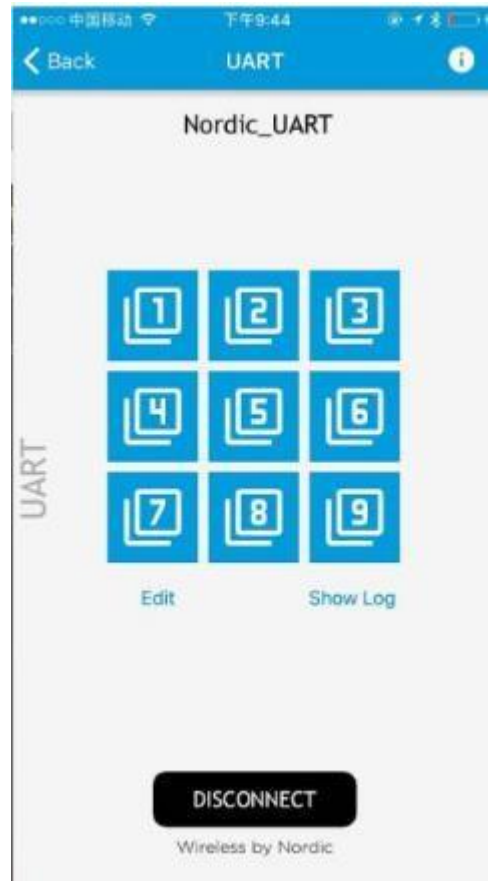 中国移动 下午9:44
Back UART i
Nordic_UART
1 2 3
4 5 6
7 8 9
UART
Edit Show Log
DISCONNECT
Wireless by Nordic